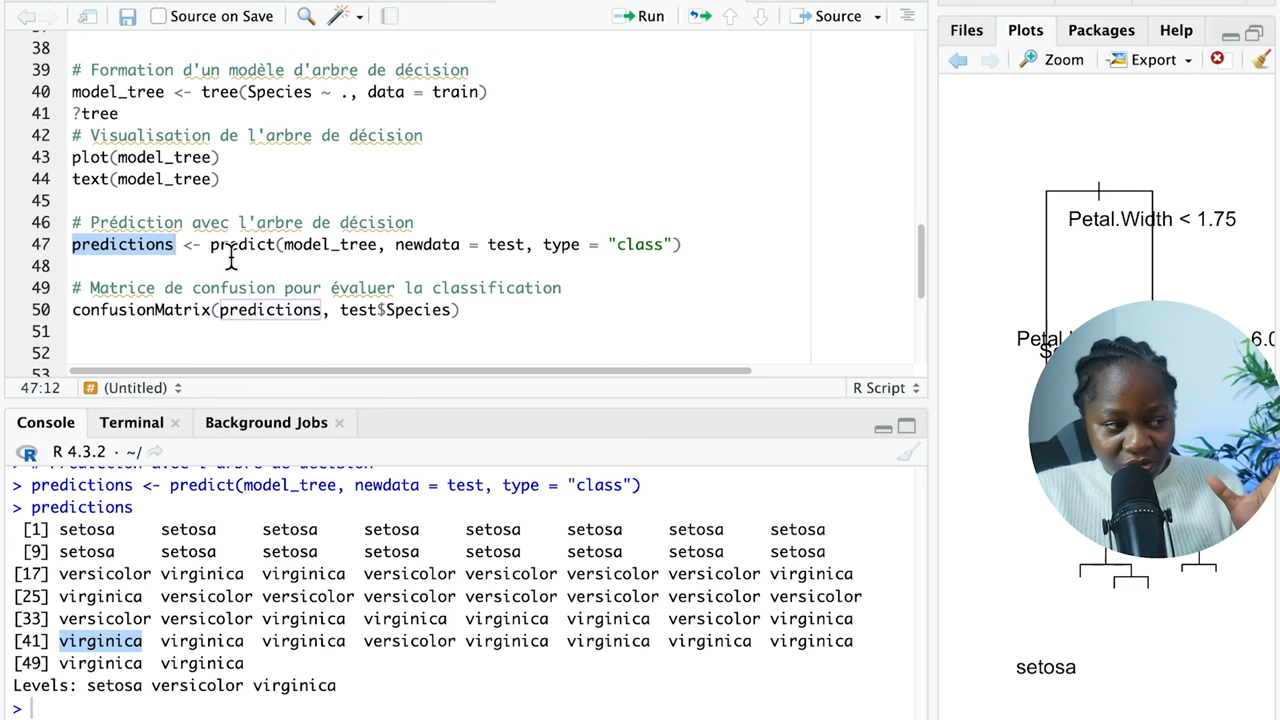 Source on Save
Run
Source
38
39 # Formation d'un modèle d'arbre de décision
40 model_tree <- tree(Species ~ ., data = train)
41 ?tree
42 # Visualisation de l'arbre de décision
43 plot(model_tree)
44 text(model_tree)
45
46 # Prédiction avec l'arbre de décision
47 predictions <- predict(model_tree, newdata = test, type = "class")
48
49 # Matrice de confusion pour évaluer la classification
50 confusionMatrix(predictions, test$Species)
51
52
53
47:12 (Untitled) R Script
Console Terminal Background Jobs
R 4.3.2 · ~/
> # Prédiction avec l'arbre de décision
> predictions <- predict(model_tree, newdata = test, type = "class")
> predictions
[1] setosa setosa setosa setosa setosa setosa setosa setosa
[9] setosa setosa setosa setosa setosa setosa setosa setosa
[17] versicolor virginica virginica versicolor versicolor versicolor versicolor virginica
[25] virginica versicolor versicolor versicolor versicolor versicolor versicolor versicolor
[33] versicolor versicolor virginica virginica virginica virginica versicolor virginica
[41] virginica virginica virginica versicolor virginica virginica virginica virginica
[49] virginica virginica
Levels: setosa versicolor virginica
>
Files Plots Packages Help
Zoom Export
Petal.Width < 1.75
setosa